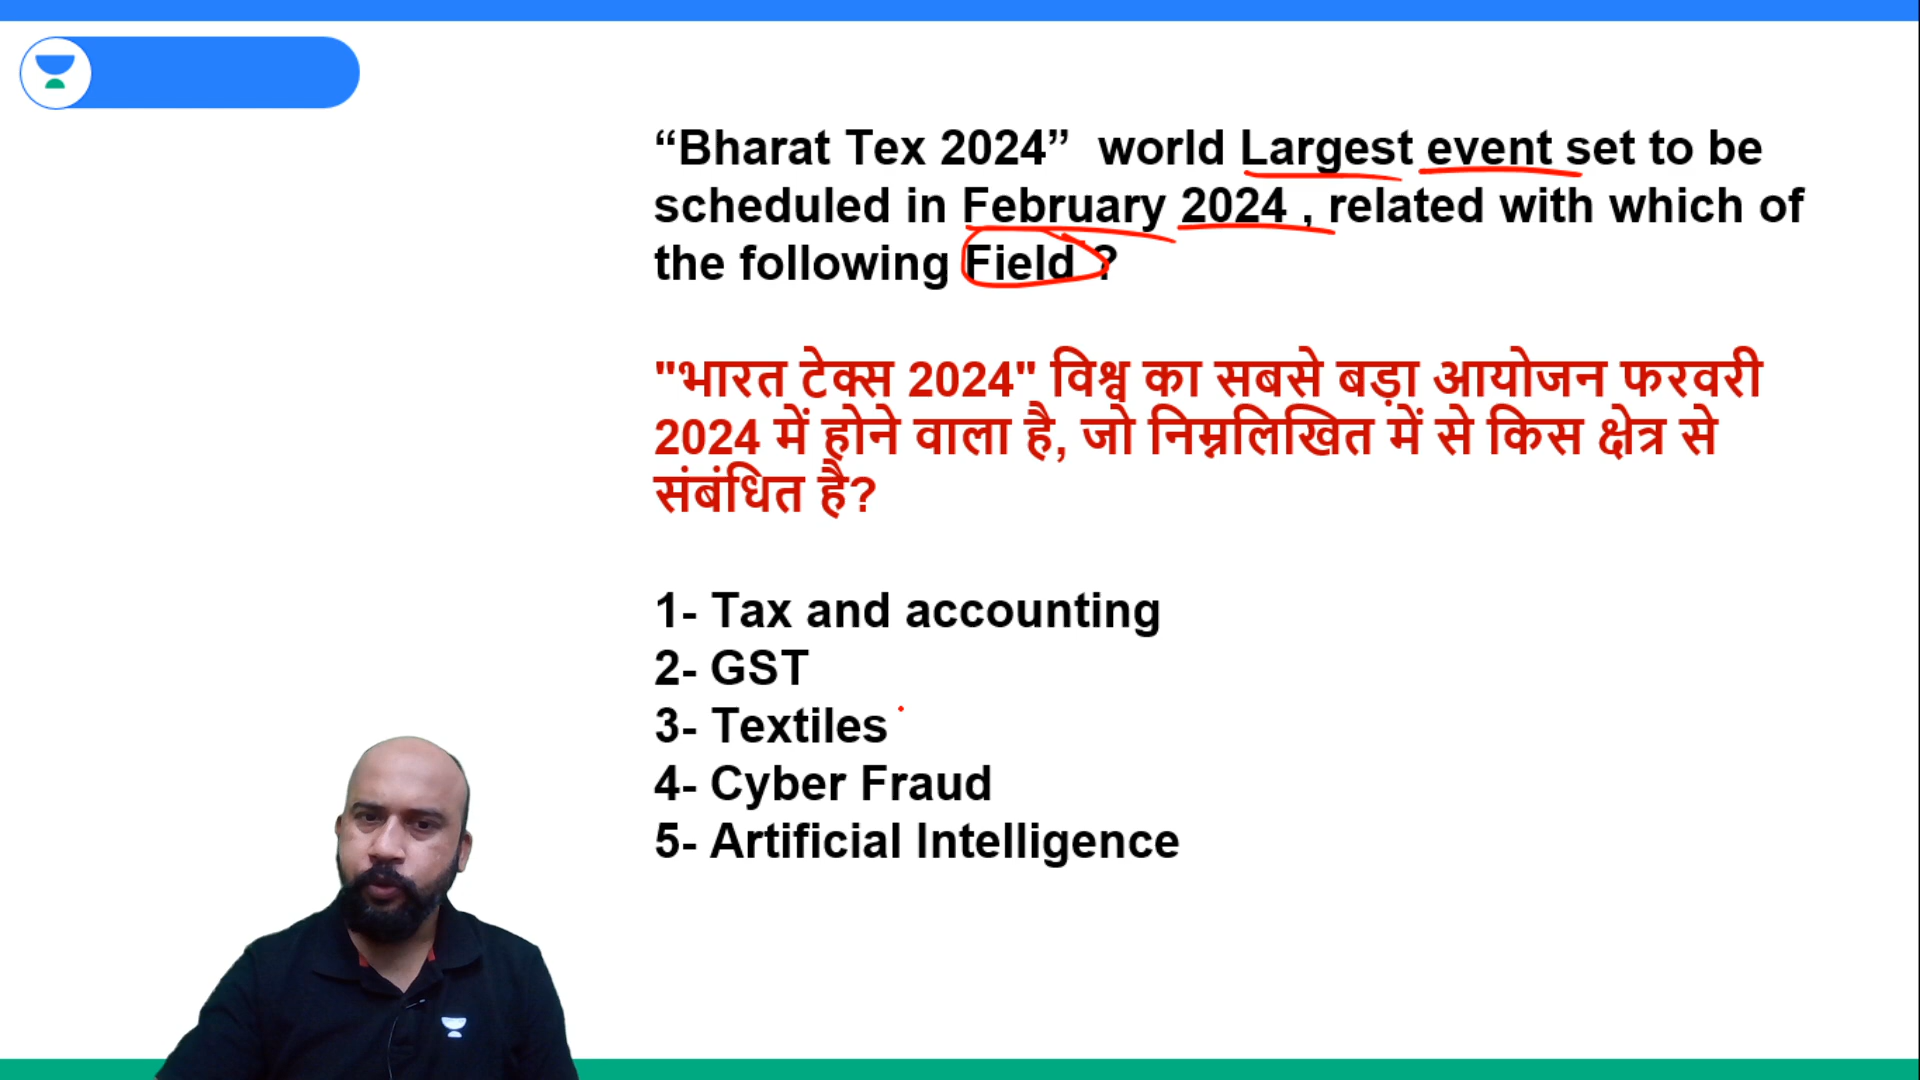 “Bharat Tex 2024”  world Largest event set to be
scheduled in February 2024 , related with which of
the following Field ?
"भारत टेक्स 2024" विश्व का सबसे बड़ा आयोजन फरवरी
2024 में होने वाला है, जो निम्नलिखित में से किस क्षेत्र से
संबंधित है?
1- Tax and accounting
2- GST
3- Textiles
4- Cyber Fraud
5- Artificial Intelligence